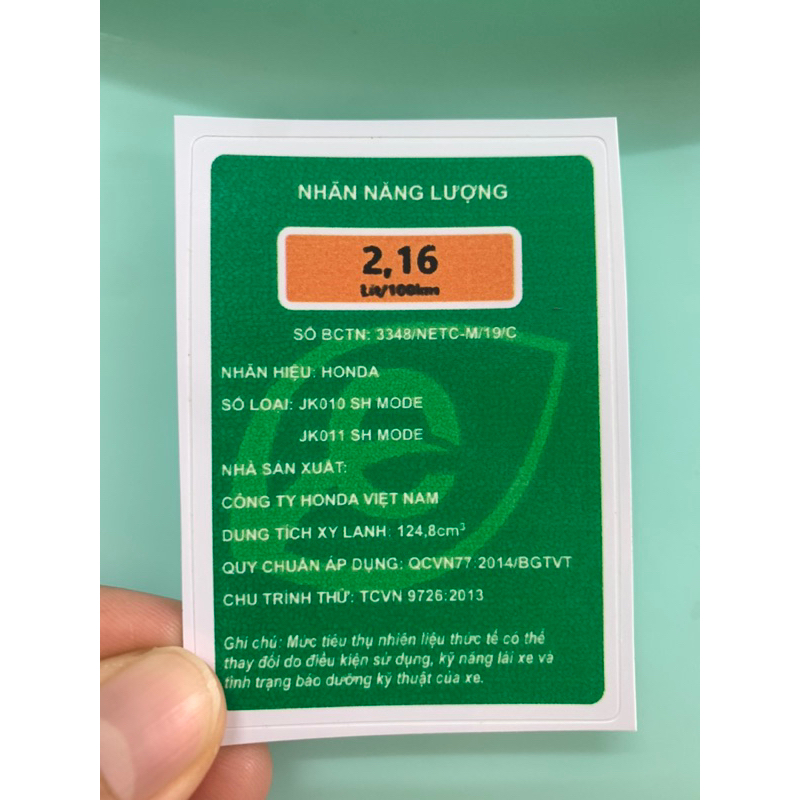 NHÃN NĂNG LƯỢNG
2,16
Lít/100km
SỐ BCTN: 3348/NETC-M/19/C
NHÃN HIỆU: HONDA
SỐ LOẠI: JK010 SH MODE
JK011 SH MODE
NHÀ SẢN XUẤT:
CÔNG TY HONDA VIỆT NAM
DUNG TÍCH XY LANH: 124,8cm³
QUY CHUẨN ÁP DỤNG: QCVN77:2014/BGTVT
CHU TRÌNH THỬ: TCVN 9726:2013
Ghi chú: Mức tiêu thụ nhiên liệu thức tế có thể
thay đổi do điều kiện sử dụng, kỹ năng lái xe và
tình trạng bảo dưỡng kỹ thuật của xe.